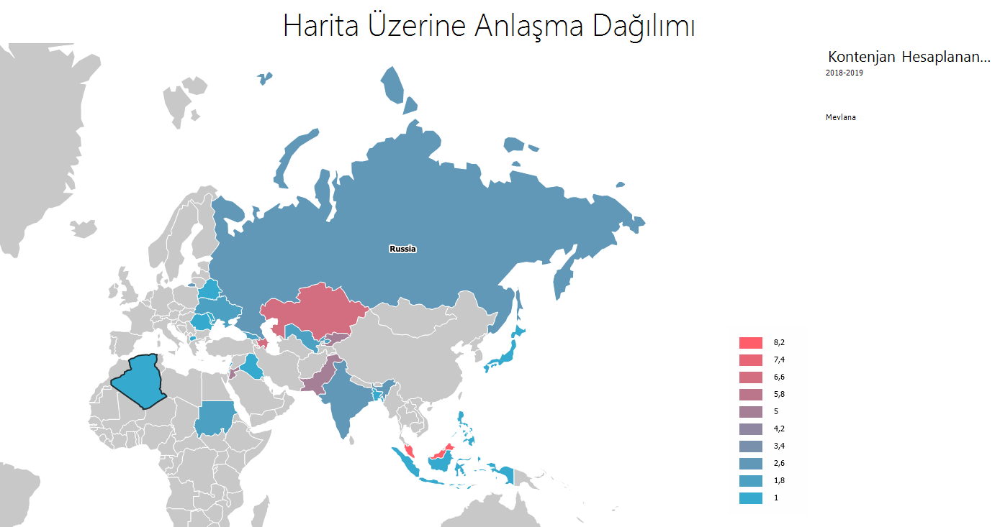 Harita Üzerine Anlaşma Dağılımı
Kontenjan Hesaplanan...
2018-2019
Mevlana
Russia
8,2
7,4
6,6
5,8
5
4,2
3,4
2,6
1,8
1